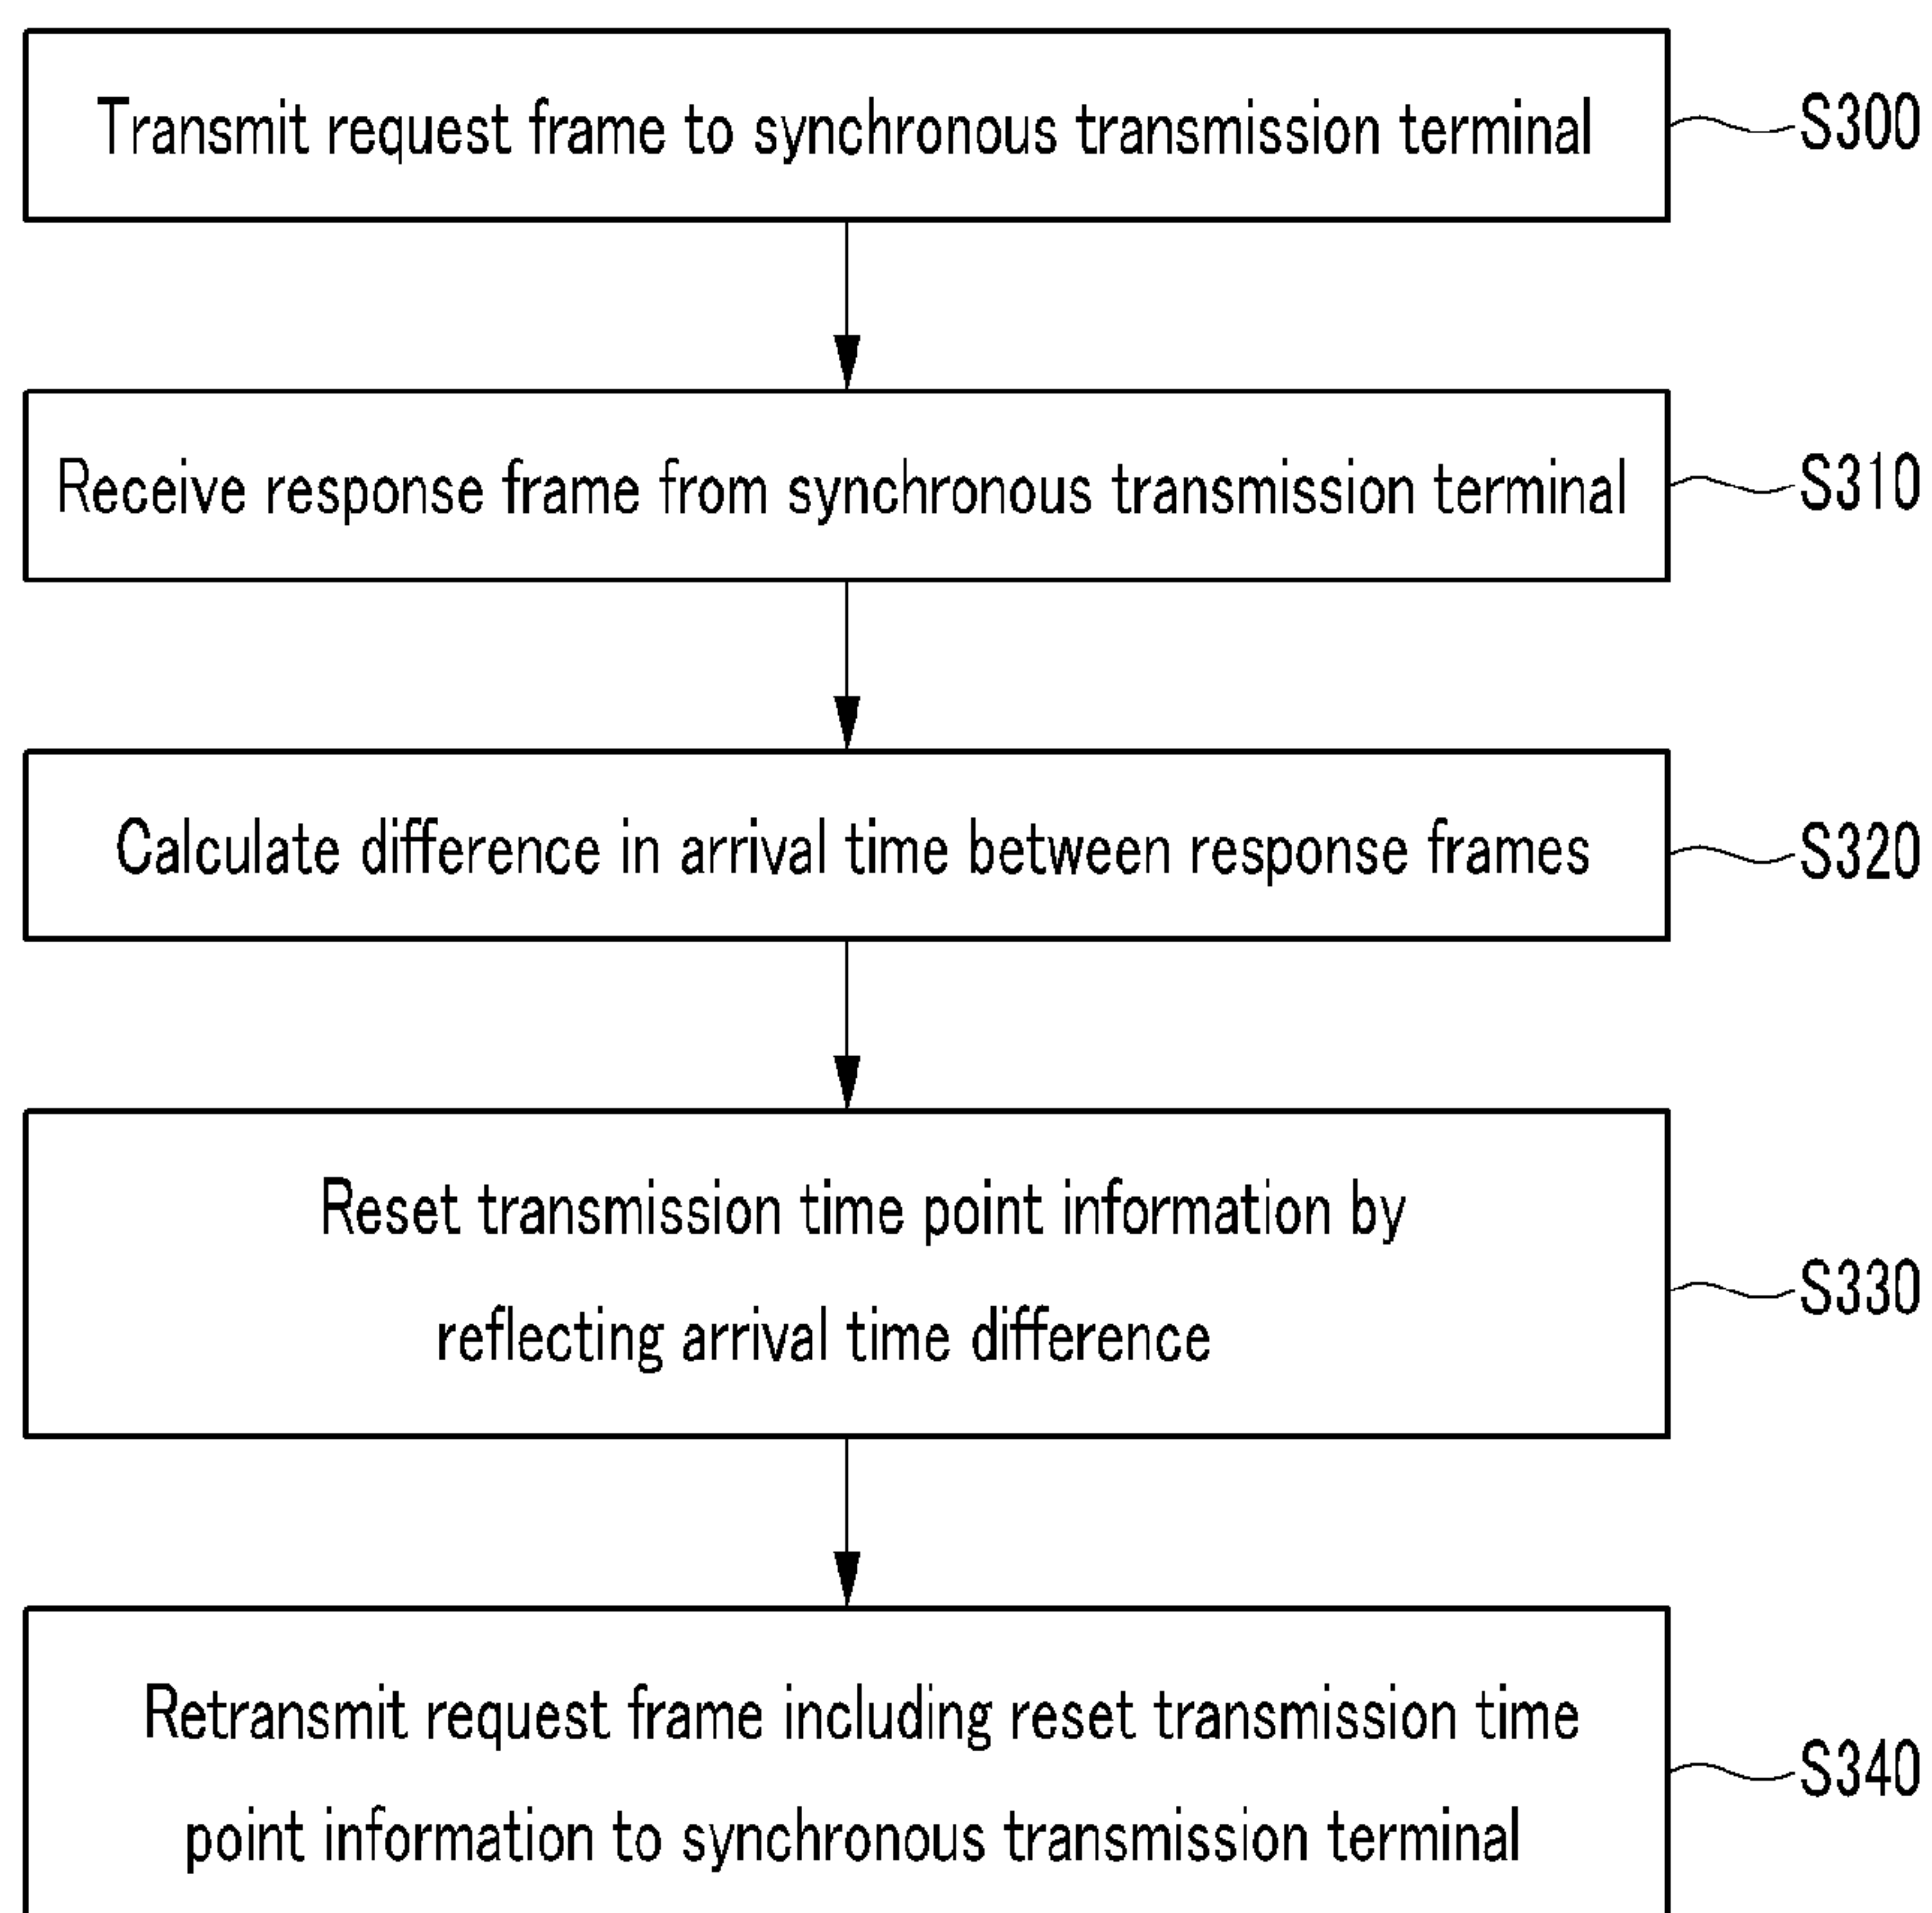 Transmit request frame to synchronous transmission terminal
S300
Receive response frame from synchronous transmission terminal
S310
Calculate difference in arrival time between response frames
S320
Reset transmission time point information by
reflecting arrival time difference
S330
Retransmit request frame including reset transmission time
point information to synchronous transmission terminal
S340